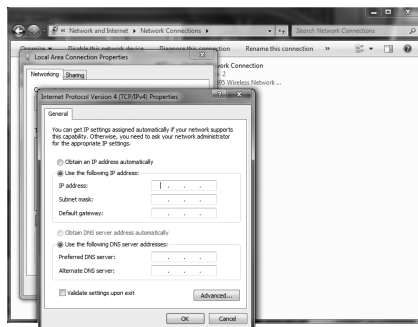 « Network and Internet ▸ Network Connections ▸
Search Network Connections
Organize ▾ Disable this network device Diagnose this connection Rename this connection »
Local Area Connection Properties
Networking Sharing
work Connection
2
95 Wireless Network ...
Internet Protocol Version 4 (TCP/IPv4) Properties
General
You can get IP settings assigned automatically if your network supports
this capability. Otherwise, you need to ask your network administrator
for the appropriate IP settings.
Obtain an IP address automatically
Use the following IP address:
IP address:
Subnet mask:
Default gateway:
Obtain DNS server address automatically
Use the following DNS server addresses:
Preferred DNS server:
Alternate DNS server:
Validate settings upon exit
Advanced...
OK Cancel